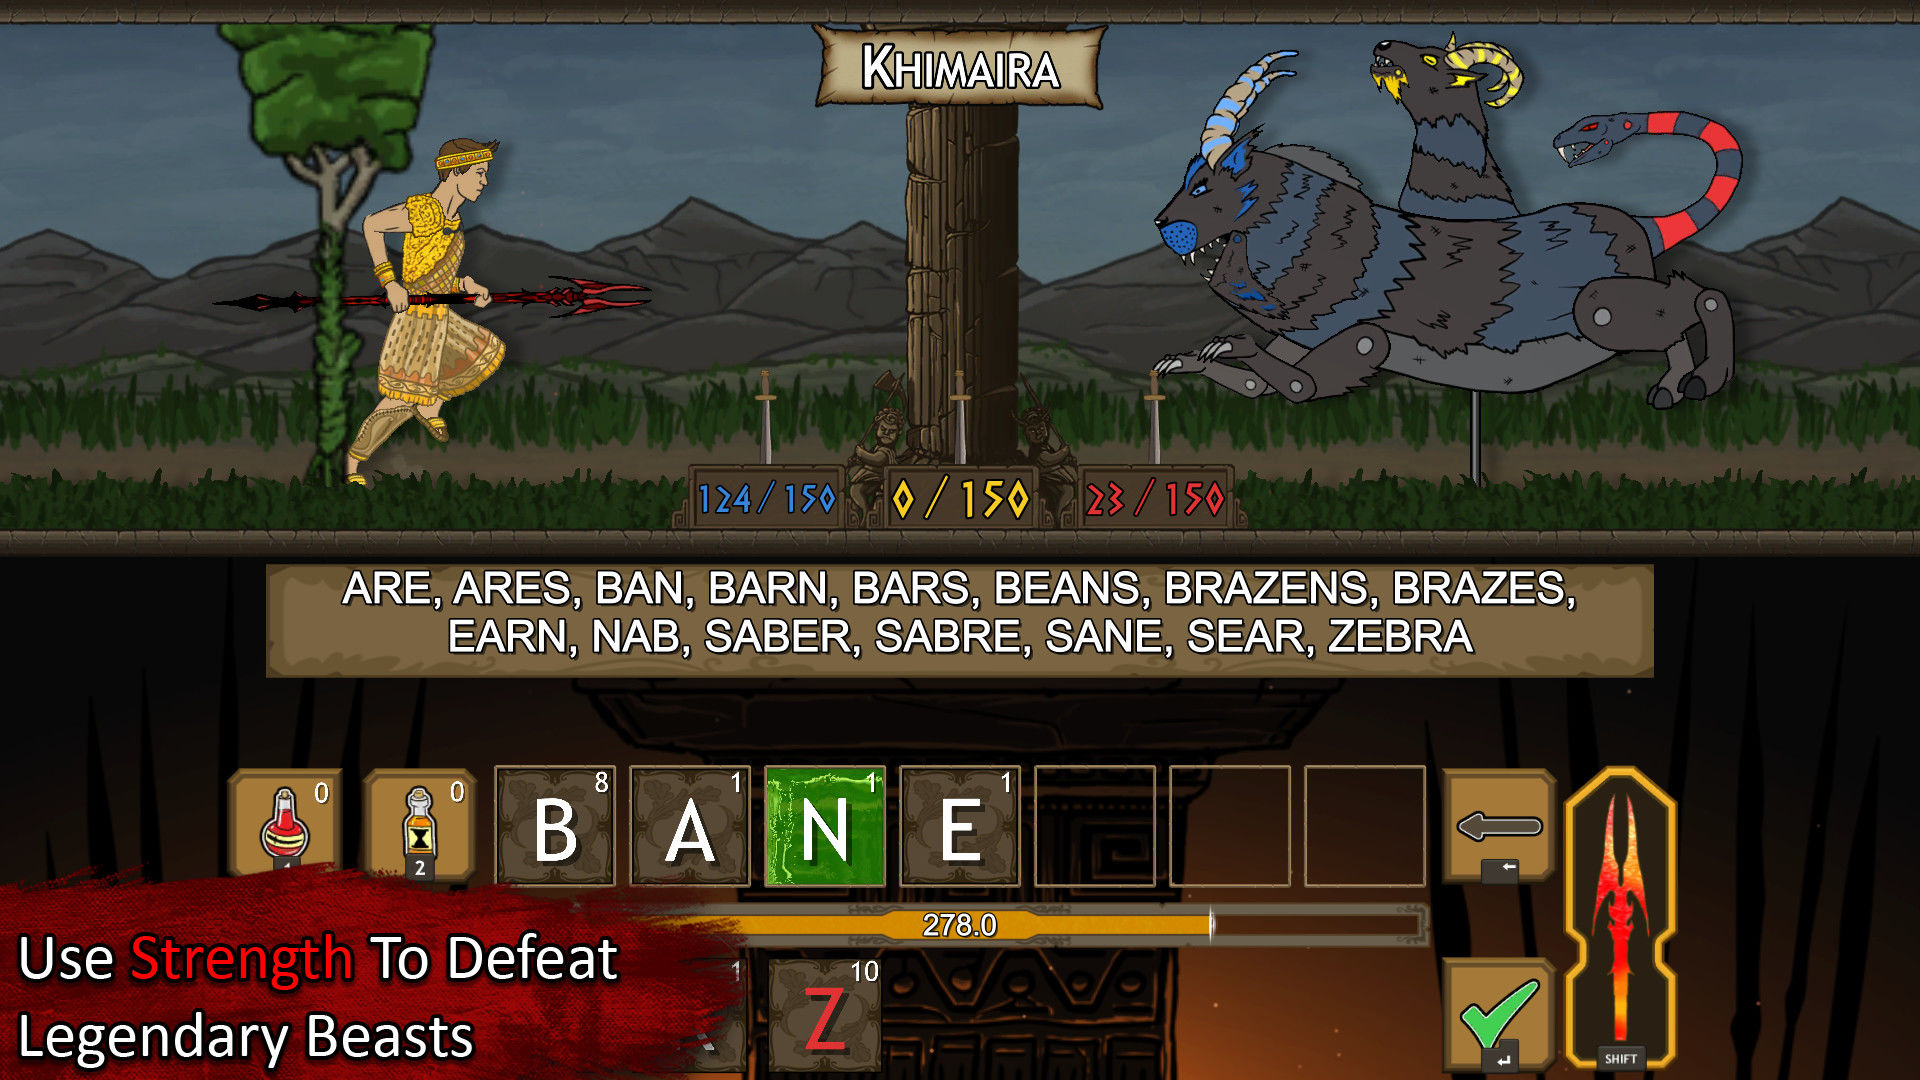 KHIMAIRA
124 / 150
0 / 150
23 / 150
ARE, ARES, BAN, BARN, BARS, BEANS, BRAZENS, BRAZES,
EARN, NAB, SABER, SABRE, SANE, SEAR, ZEBRA
0
0
B 8
A 1
N 1
E 1
2
278.0
1
Z 10
SHIFT
Use Strength To Defeat
Legendary Beasts